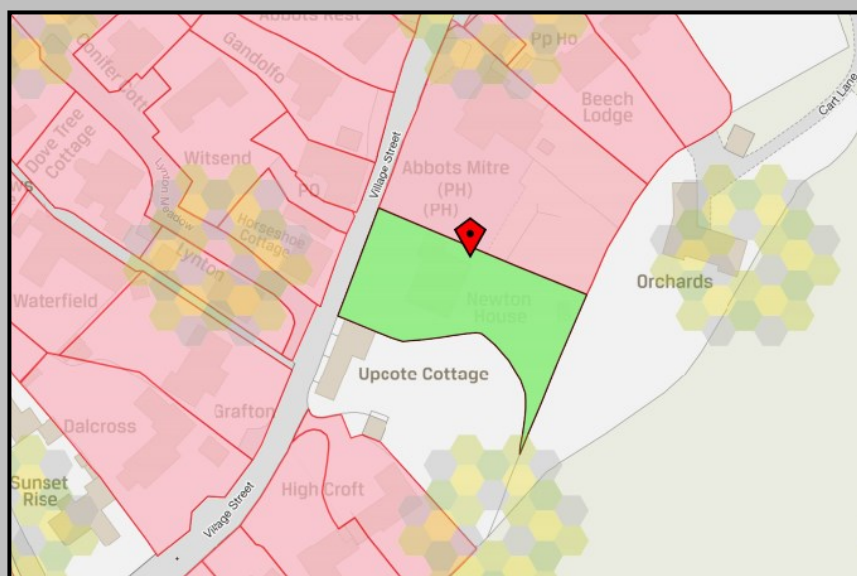 Abbots Rest
Pp Ho
Conifer Cott
Gandolfo
Cart Lane
Beech
Lodge
Dove Tree
Cottage
Witsend
Village Street
Abbots Mitre
(PH)
(PH)
Lynton
Meadow
PO
Horseshoe
Cottage
Lynton
Waterfield
Newton
House
Orchards
Upcote Cottage
Grafton
Dalcross
Sunset
Rise
High Croft
Village Street